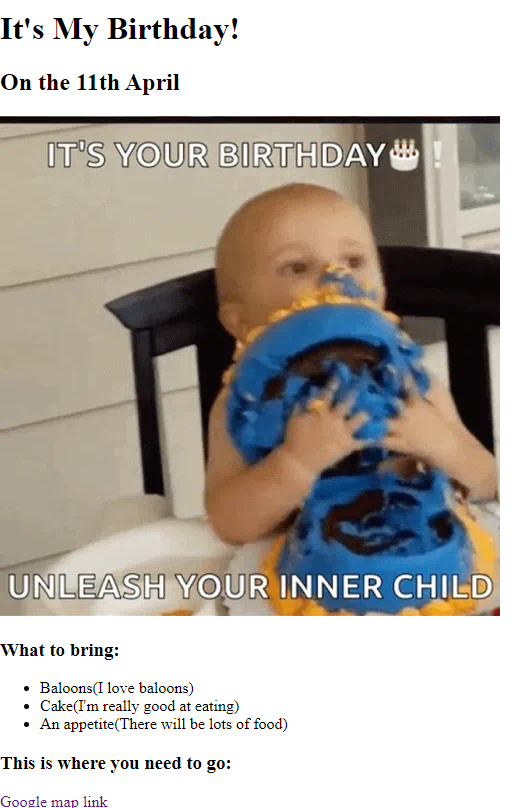 It's My Birthday!
On the 11th April
IT'S YOUR BIRTHDAY🎂!
UNLEASH YOUR INNER CHILD
What to bring:
• Baloons(I love baloons)
• Cake(I'm really good at eating)
• An appetite(There will be lots of food)
This is where you need to go:
Google map link